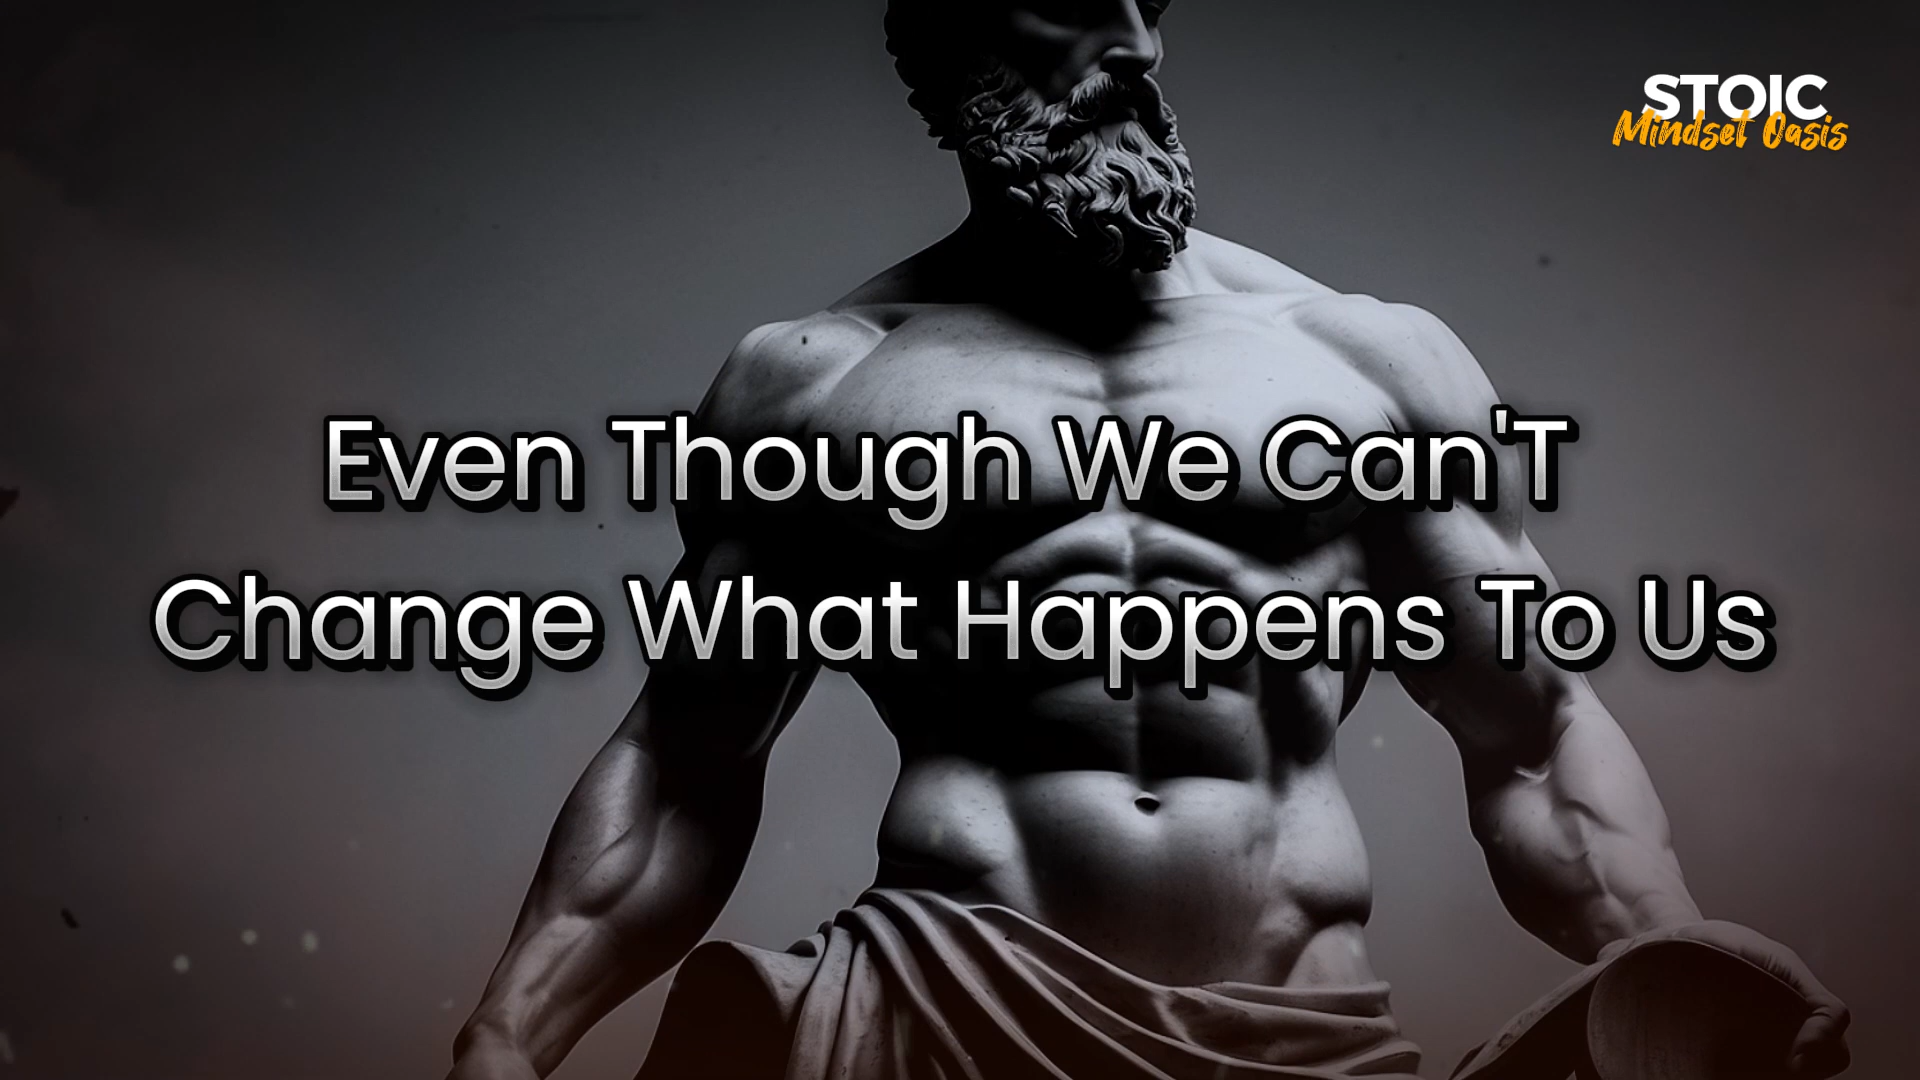 STOIC
Mindset Oasis
Even Though We Can'T
Change What Happens To Us